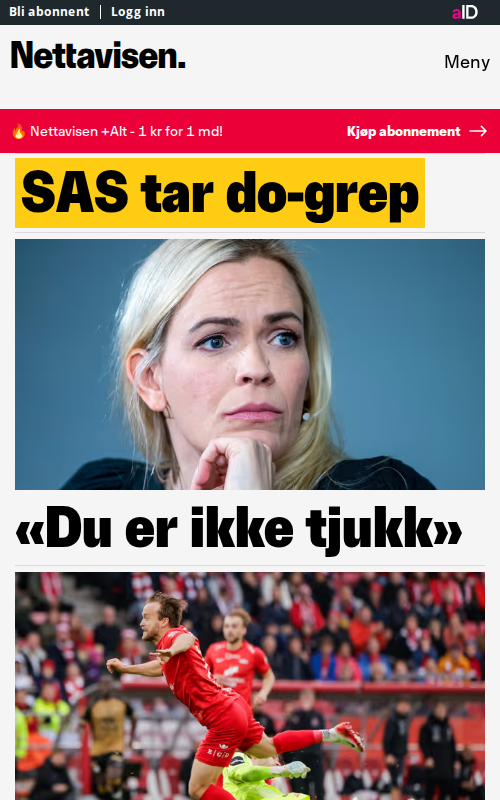 Bli abonnent | Logg inn
aID
Nettavisen.
Meny
🔥 Nettavisen +Alt - 1 kr for 1 md!
Kjøp abonnement →
SAS tar do-grep
«Du er ikke tjukk»